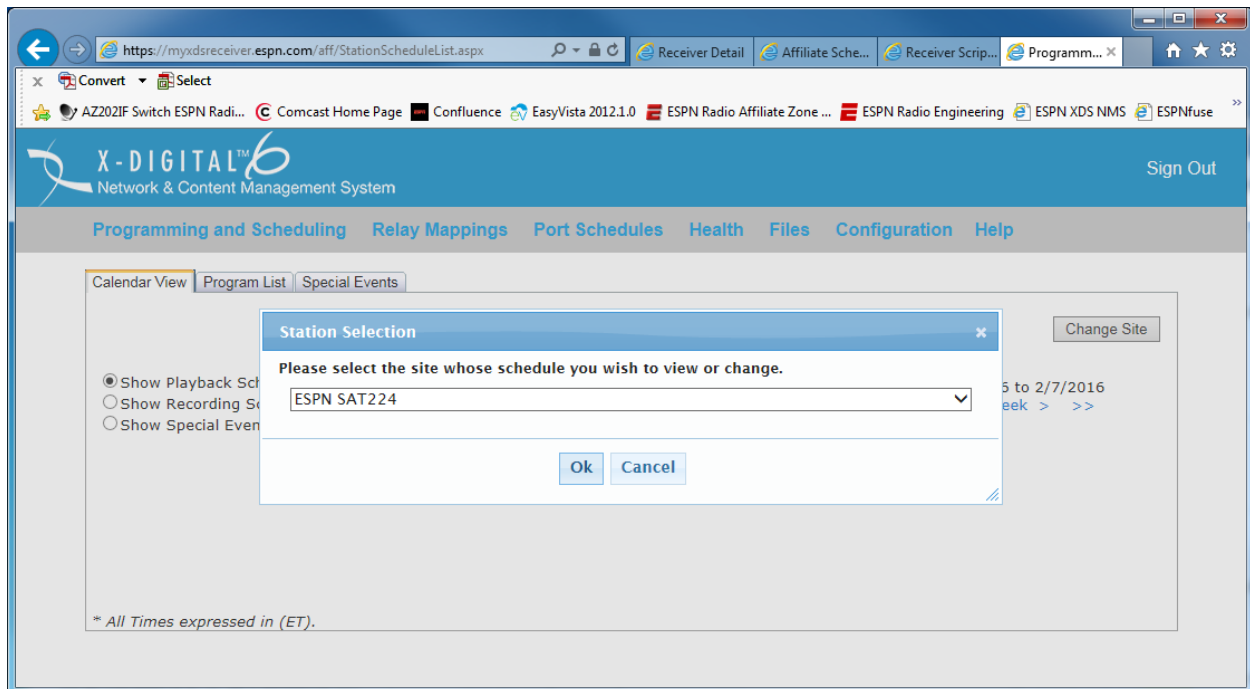 https://myxdsreceiver.espn.com/aff/StationScheduleList.aspx
Receiver Detail
Affiliate Sche...
Receiver Scrip...
Programm...
x Convert Select
AZ202IF Switch ESPN Radi...
Comcast Home Page
Confluence
EasyVista 2012.1.0
ESPN Radio Affiliate Zone ...
ESPN Radio Engineering
ESPN XDS NMS
ESPNfuse
X-DIGITAL™6
Network & Content Management System
Sign Out
Programming and Scheduling Relay Mappings Port Schedules Health Files Configuration Help
Calendar View Program List Special Events
Station Selection
Change Site
Please select the site whose schedule you wish to view or change.
Show Playback Sch
ESPN SAT224
to 2/7/2016
Show Recording
eek > >>
Show Special Even
Ok Cancel
* All Times expressed in (ET).